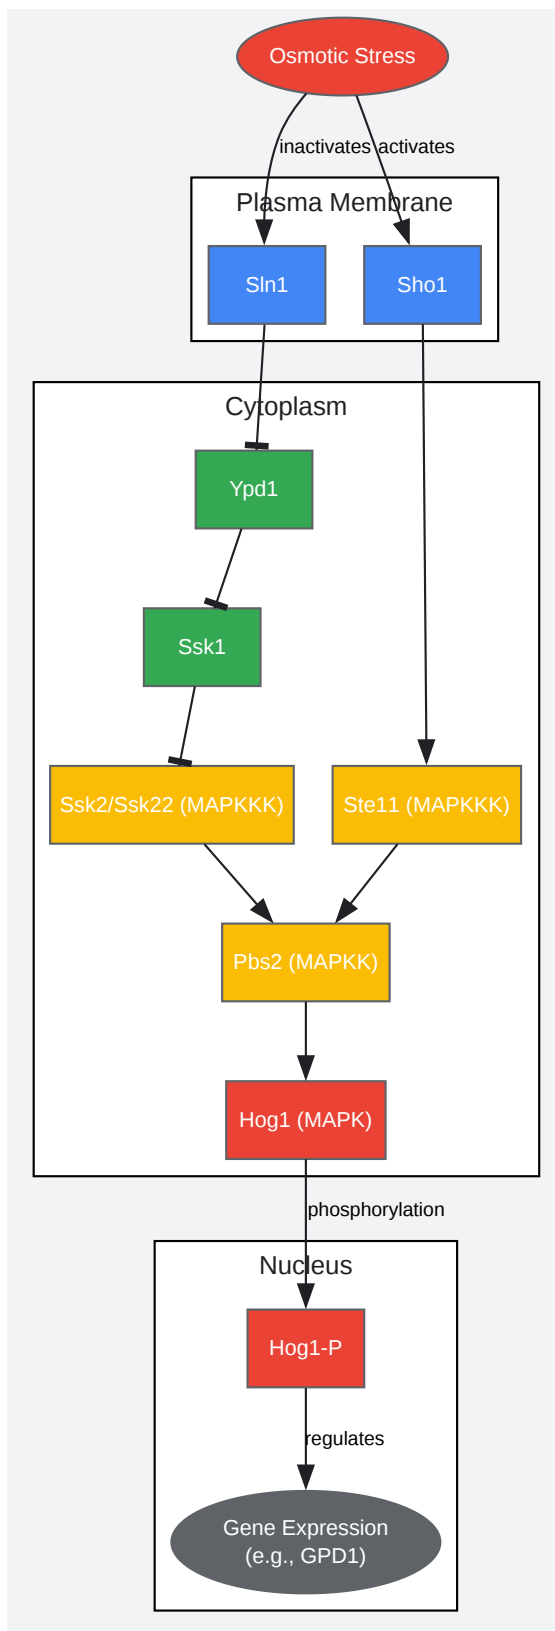 Osmotic Stress
inactivates
activates
Plasma Membrane
Sln1
Sho1
Cytoplasm
Ypd1
Ssk1
Ssk2/Ssk22 (MAPKKK)
Ste11 (MAPKKK)
Pbs2 (MAPKK)
Hog1 (MAPK)
phosphorylation
Nucleus
Hog1-P
regulates
Gene Expression
(e.g., GPD1)